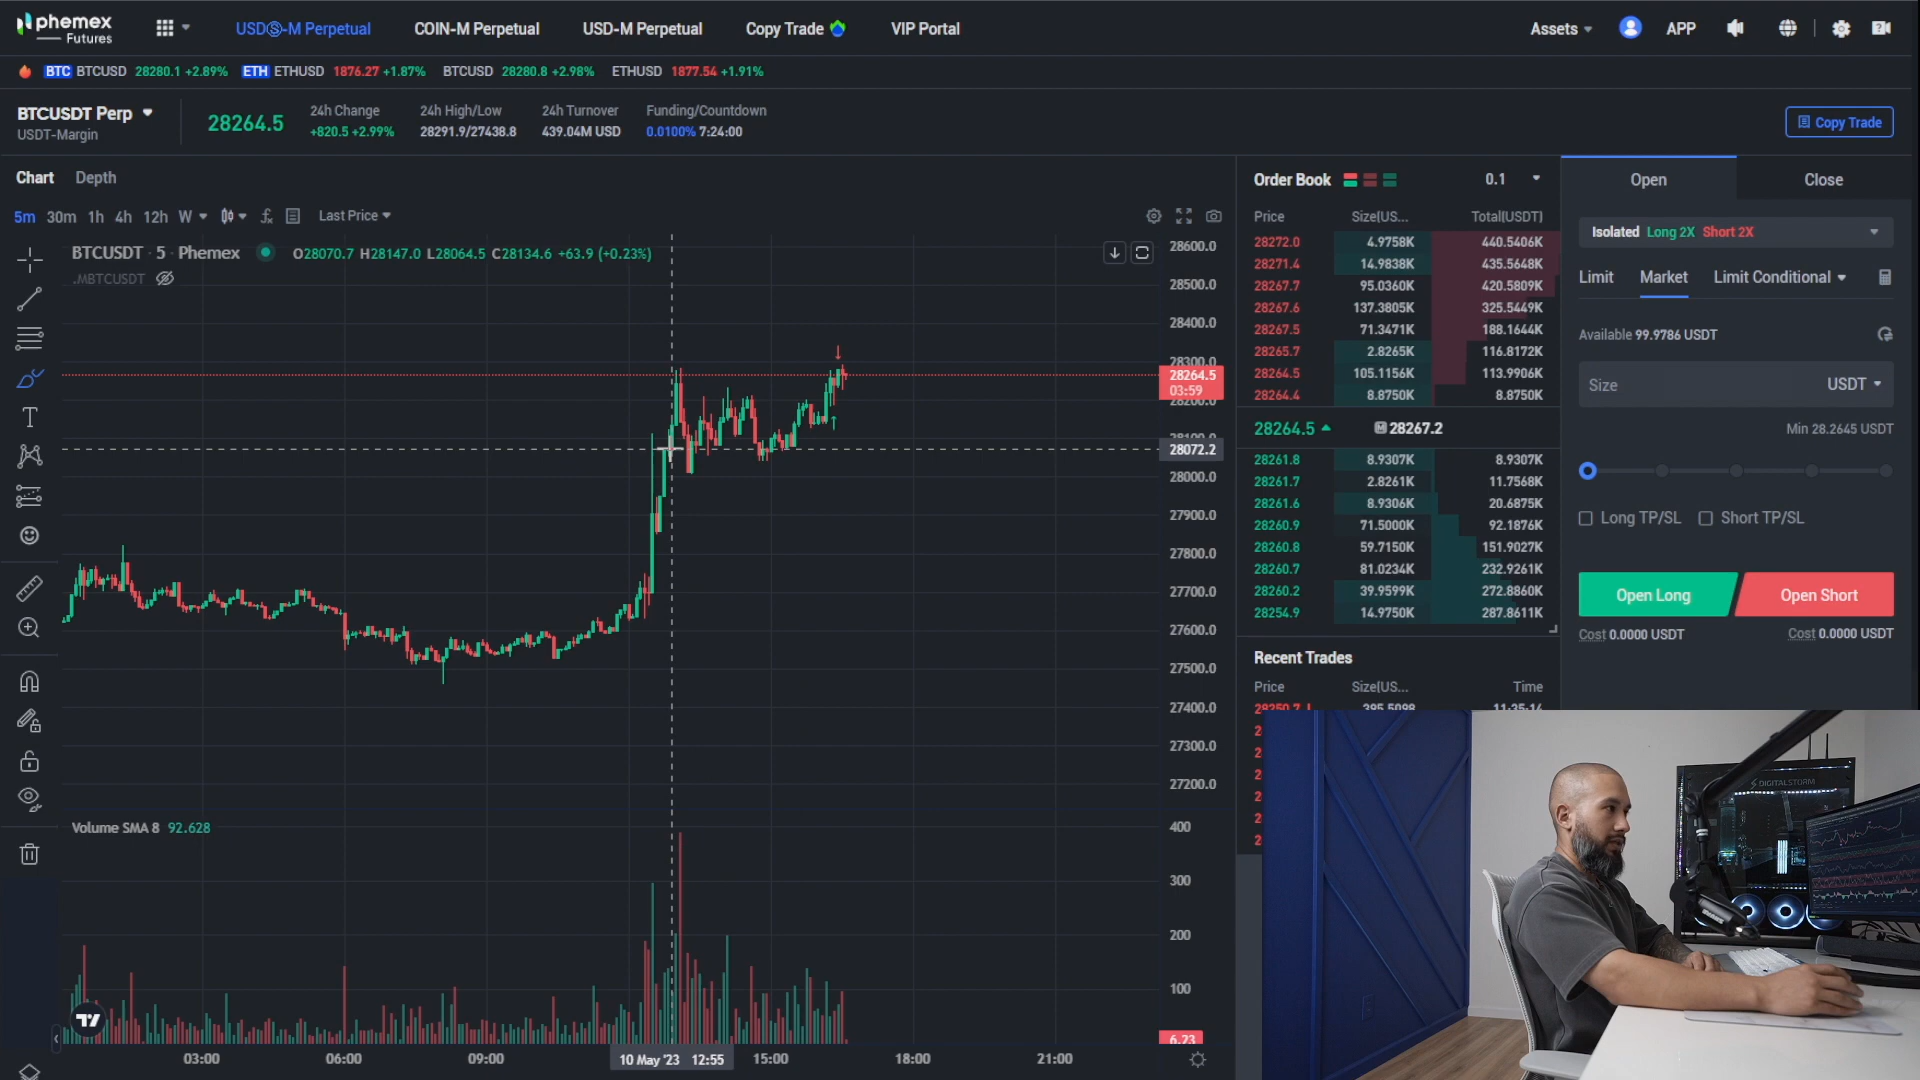 phemex
Futures
USDⓈ-M Perpetual
COIN-M Perpetual
USD-M Perpetual
Copy Trade
VIP Portal
Assets
APP
BTC BTCUSD 28280.1 +2.89%
ETH ETHUSD 1876.27 +1.87%
BTCUSD 28280.8 +2.98%
ETHUSD 1877.54 +1.91%
BTCUSDT Perp
USDT-Margin
28264.5
24h Change
+820.5 +2.99%
24h High/Low
28291.9/27438.8
24h Turnover
439.04M USD
Funding/Countdown
0.0100% 7:24:00
Copy Trade
Chart
Depth
5m 30m 1h 4h 12h W
Last Price
BTCUSDT · 5 · Phemex
O28070.7 H28147.0 L28064.5 C28134.6 +63.9 (+0.23%)
.MBTCUSDT
28600.0
28500.0
28400.0
28300.0
28264.5
03:59
28200.0
28100.0
28072.2
28000.0
27900.0
27800.0
27700.0
27600.0
27500.0
27400.0
27300.0
27200.0
Volume SMA 8 92.628
400
300
200
100
6.73
03:00
06:00
09:00
10 May '23 12:55
15:00
18:00
21:00
Order Book
0.1
Price Size(US... Total(USDT)
28272.0 4.9758K 440.5406K
28271.4 14.9838K 435.5648K
28267.7 95.0360K 420.5809K
28267.6 137.3805K 325.5449K
28267.5 71.3471K 188.1644K
28265.7 2.8265K 116.8172K
28264.5 105.1156K 113.9906K
28264.4 8.8750K 8.8750K
28264.5 M 28267.2
28261.8 8.9307K 8.9307K
28261.7 2.8261K 11.7568K
28261.6 8.9306K 20.6875K
28260.9 71.5000K 92.1876K
28260.8 59.7150K 151.9027K
28260.7 81.0234K 232.9261K
28260.2 39.9599K 272.8860K
28254.9 14.9750K 287.8611K
Recent Trades
Price Size(US... Time
Open
Close
Isolated Long 2X Short 2X
Limit
Market
Limit Conditional
Available 99.9786 USDT
Size
USDT
Min 28.2645 USDT
Long TP/SL
Short TP/SL
Open Long
Open Short
Cost 0.0000 USDT
Cost 0.0000 USDT
DIGITALSTORM